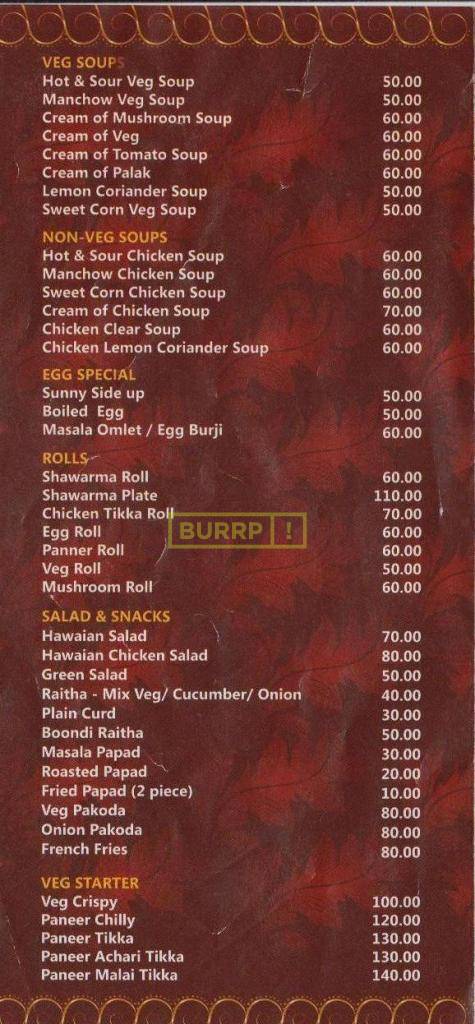 VEG SOUPS
Hot & Sour Veg Soup 50.00
Manchow Veg Soup 50.00
Cream of Mushroom Soup 60.00
Cream of Veg 60.00
Cream of Tomato Soup 60.00
Cream of Palak 60.00
Lemon Coriander Soup 50.00
Sweet Corn Veg Soup 50.00
NON-VEG SOUPS
Hot & Sour Chicken Soup 60.00
Manchow Chicken Soup 60.00
Sweet Corn Chicken Soup 60.00
Cream of Chicken Soup 70.00
Chicken Clear Soup 60.00
Chicken Lemon Coriander Soup 60.00
EGG SPECIAL
Sunny Side up 50.00
Boiled Egg 50.00
Masala Omlet / Egg Burji 60.00
ROLLS
Shawarma Roll 60.00
Shawarma Plate 110.00
Chicken Tikka Roll 70.00
BURRP !
Egg Roll 60.00
Panner Roll 60.00
Veg Roll 50.00
Mushroom Roll 60.00
SALAD & SNACKS
Hawaian Salad 70.00
Hawaian Chicken Salad 80.00
Green Salad 50.00
Raitha - Mix Veg/ Cucumber/ Onion 40.00
Plain Curd 30.00
Boondi Raitha 50.00
Masala Papad 30.00
Roasted Papad 20.00
Fried Papad (2 piece) 10.00
Veg Pakoda 80.00
Onion Pakoda 80.00
French Fries 80.00
VEG STARTER
Veg Crispy 100.00
Paneer Chilly 120.00
Paneer Tikka 130.00
Paneer Achari Tikka 130.00
Paneer Malai Tikka 140.00